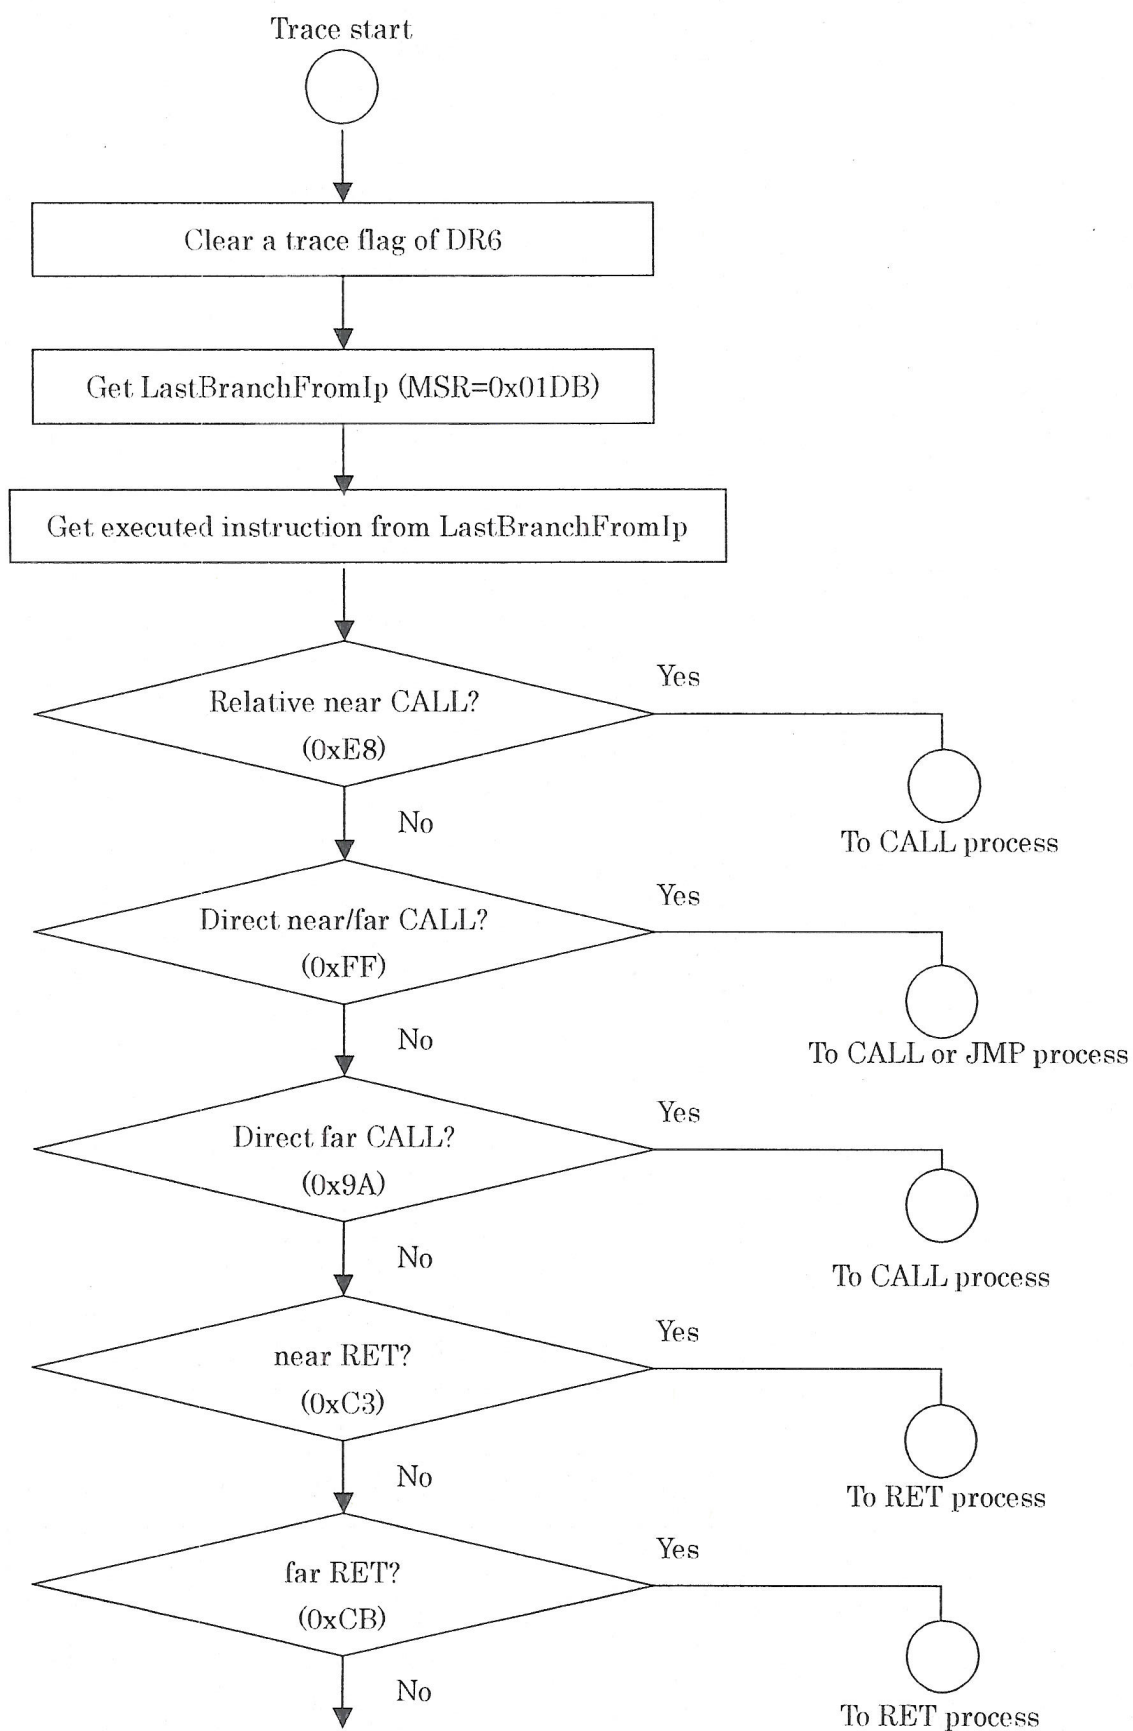 Trace start
Clear a trace flag of DR6
Get LastBranchFromIp (MSR=0x01DB)
Get executed instruction from LastBranchFromIp
Relative near CALL?
(0xE8)
Yes
To CALL process
No
Direct near/far CALL?
(0xFF)
Yes
To CALL or JMP process
No
Direct far CALL?
(0x9A)
Yes
To CALL process
No
near RET?
(0xC3)
Yes
To RET process
No
far RET?
(0xCB)
Yes
To RET process
No